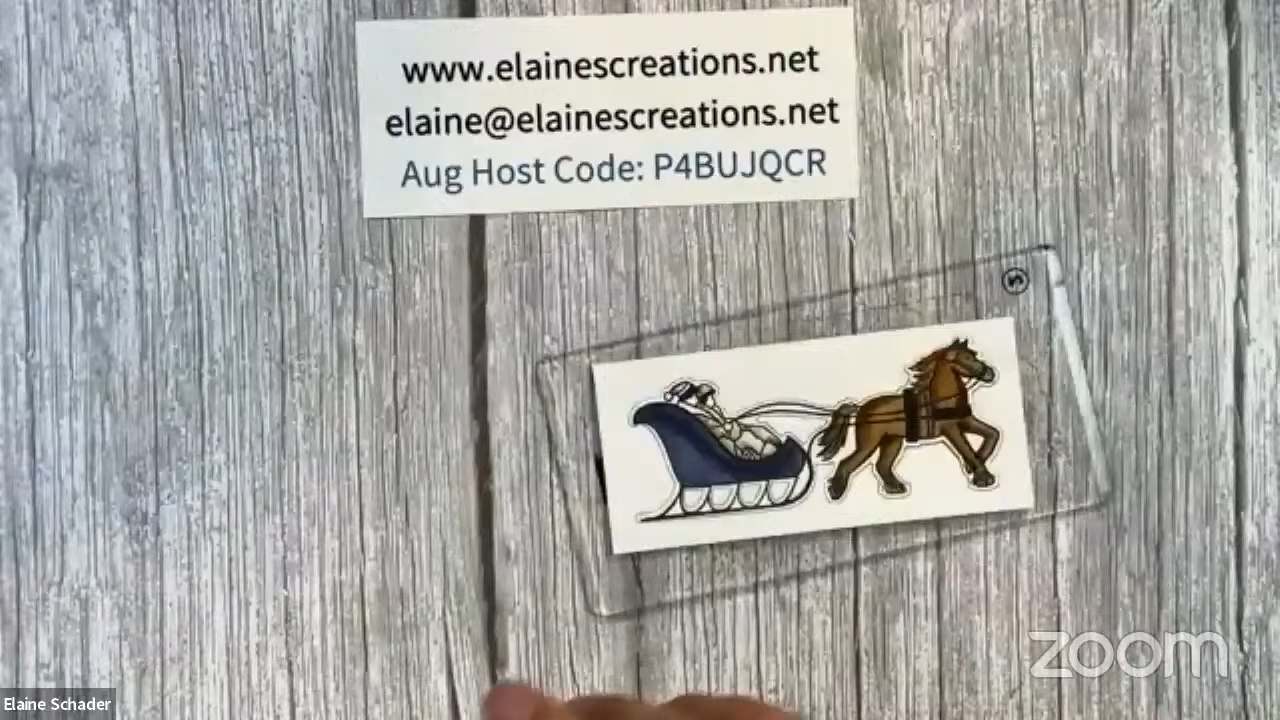 www.elainescreations.net
elaine@elainescreations.net
Aug Host Code: P4BUJQCR
zoom
Elaine Schader